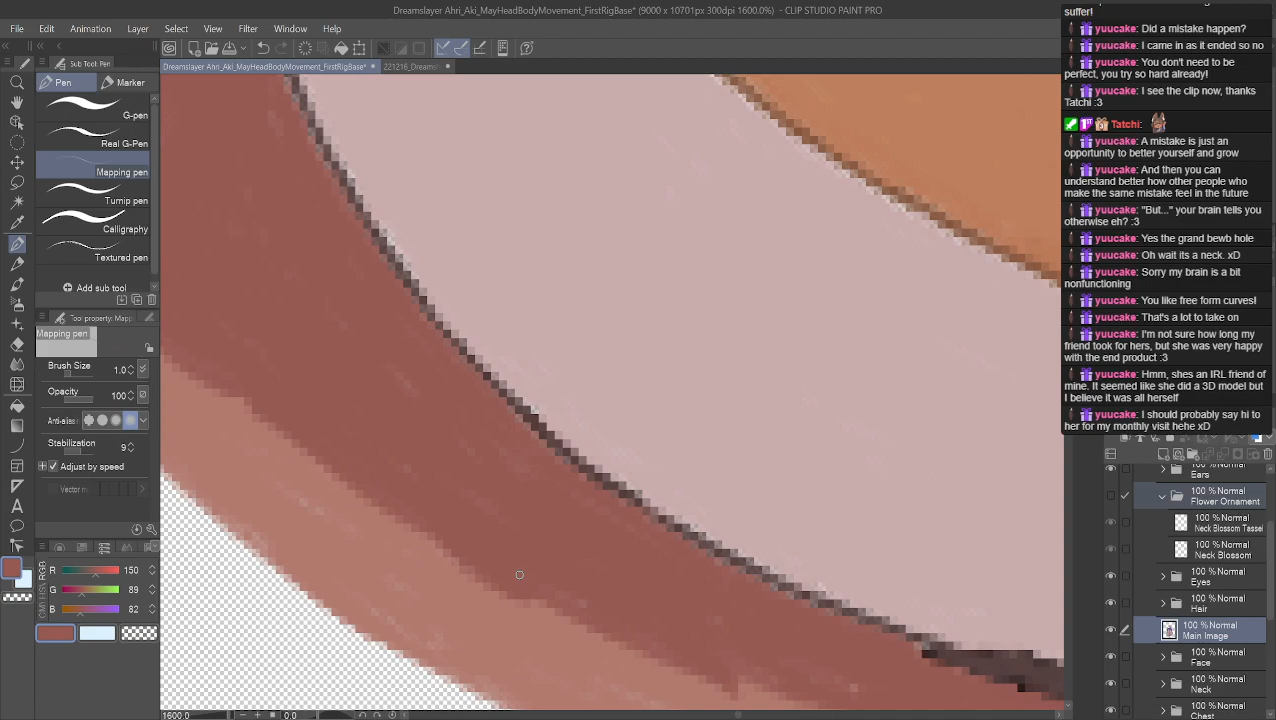 Dreamslayer Ahri_Aki_MayHeadBodyMovement_FirstRigBase* (9000 x 10701px 300dpi 1600.0%) - CLIP STUDIO PAINT PRO
File Edit Animation Layer Select View Filter Window Help
Sub Tool Pen
Dreamslayer Ahri_Aki_MayHeadBodyMovement_FirstRigBase*
221216_Dreams
Pen
Marker
G-pen
Real G-Pen
Mapping pen
Turnip pen
Calligraphy
Textured pen
Add sub tool
Tool property: Mapp
Mapping pen
Brush Size 1.0
Opacity 100
Anti-alias
Stabilization 9
Adjust by speed
Vector m
R 150
G 89
B 82
1600.0
0.0
suffer!
yuucake: Did a mistake happen?
yuucake: I came in as it ended so no
yuucake: You don't need to
be perfect, you try so hard already!
yuucake: I see the clip now, thanks
Tatchi :3
Tatchi:
yuucake: A mistake is just an
opportunity to better yourself and grow
yuucake: And then you can
understand better how other people who
make the same mistake feel in the future
yuucake: "But..." your brain tells you
otherwise eh? :3
yuucake: Yes the grand bewb hole
yuucake: Oh wait its a neck. xD
yuucake: Sorry my brain is a bit
nonfunctioning
yuucake: You like free form curves!
yuucake: That's a lot to take on
yuucake: I'm not sure how long my
friend took for hers, but she was very happy
with the end product :3
yuucake: Hmm, shes an IRL friend of
mine. It seemed like she did a 3D model but
I believe it was all herself
yuucake: I should probably say hi to
her for my monthly visit hehe xD
100 % Normal
Ears
100 % Normal
Flower Ornament
100 % Normal
Neck Blossom Tassel
100 % Normal
Neck Blossom
100 % Normal
Eyes
100 % Normal
Hair
100 % Normal
Main Image
100 % Normal
Face
100 % Normal
Neck
100 % Normal
Chest